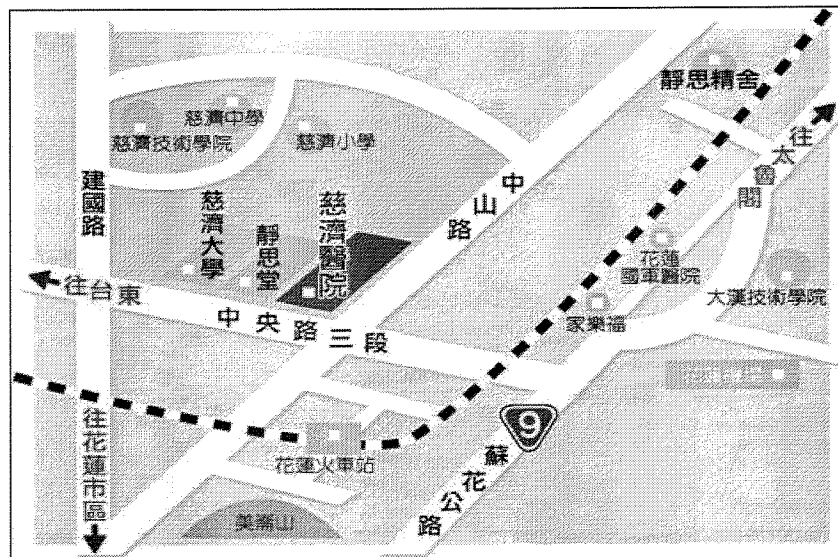 靜思精舍
往太魯閣
慈濟中學
慈濟技術學院
慈濟小學
建國路
中山路
慈濟大學
靜思堂
慈濟醫院
花蓮
國軍醫院
大漢技術學院
往台東
中央路三段
家樂福
9
往花蓮市區
花蓮火車站
蘇花公路
美崙山